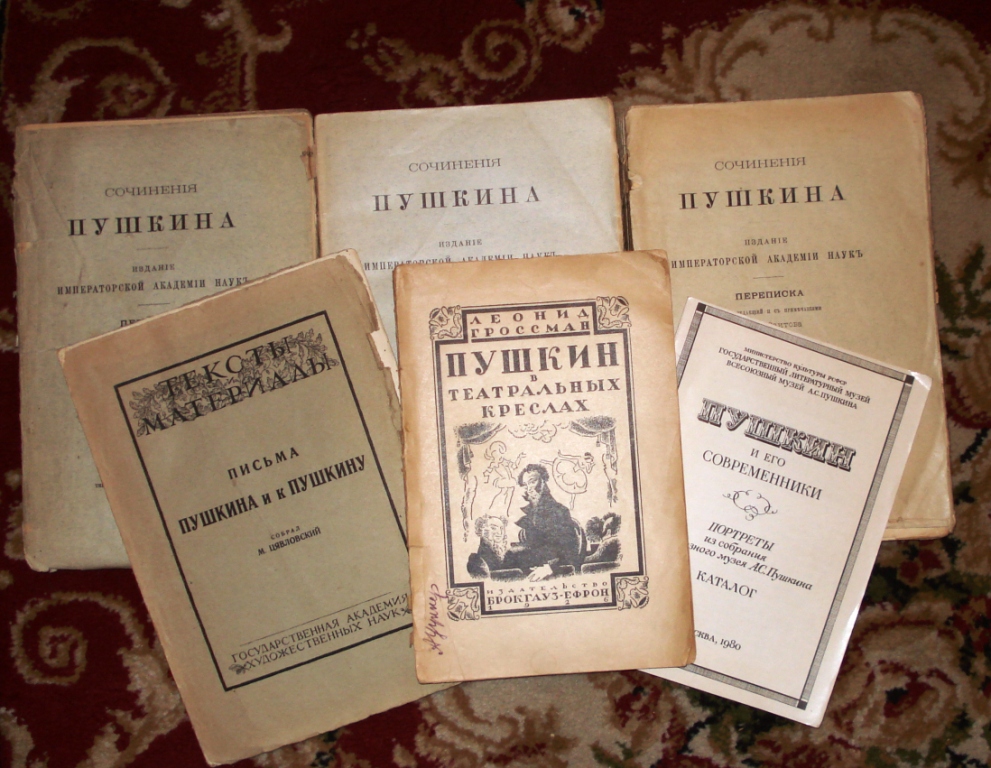 СОЧИНЕНІЯ
ПУШКИНА
ИЗДАНІЕ
ИМПЕРАТОРСКОЙ АКАДЕМІИ НАУКЪ
СОЧИНЕНІЯ
ПУШКИНА
ИЗДАНІЕ
ИМПЕРАТОРСКОЙ АКАДЕМІИ НАУКЪ
СОЧИНЕНІЯ
ПУШКИНА
ИЗДАНІЕ
ИМПЕРАТОРСКОЙ АКАДЕМІИ НАУКЪ
ПЕРЕПИСКА
ТЕКСТЫ
МАТЕРИАЛЫ
ПИСЬМА
ПУШКИНА и к ПУШКИНУ
СОБРАЛ
М. ЦЯВЛОВСКИЙ
ГОСУДАРСТВЕННАЯ АКАДЕМИЯ
ХУДОЖЕСТВЕННЫХ НАУК
ЛЕОНИД
ГРОССМАН
ПУШКИН
В
ТЕАТРАЛЬНЫХ
КРЕСЛАХ
ИЗДАТЕЛЬСТВО
БРОКГАУЗ-ЕФРОН
1926
МИНИСТЕРСТВО КУЛЬТУРЫ РСФСР
ГОСУДАРСТВЕННЫЙ ЛИТЕРАТУРНЫЙ МУЗЕЙ
ВСЕСОЮЗНЫЙ МУЗЕЙ А.С.ПУШКИНА
ПУШКИН
И ЕГО
СОВРЕМЕННИКИ
ПОРТРЕТЫ
из собрания
музея А.С.Пушкина
КАТАЛОГ
1980